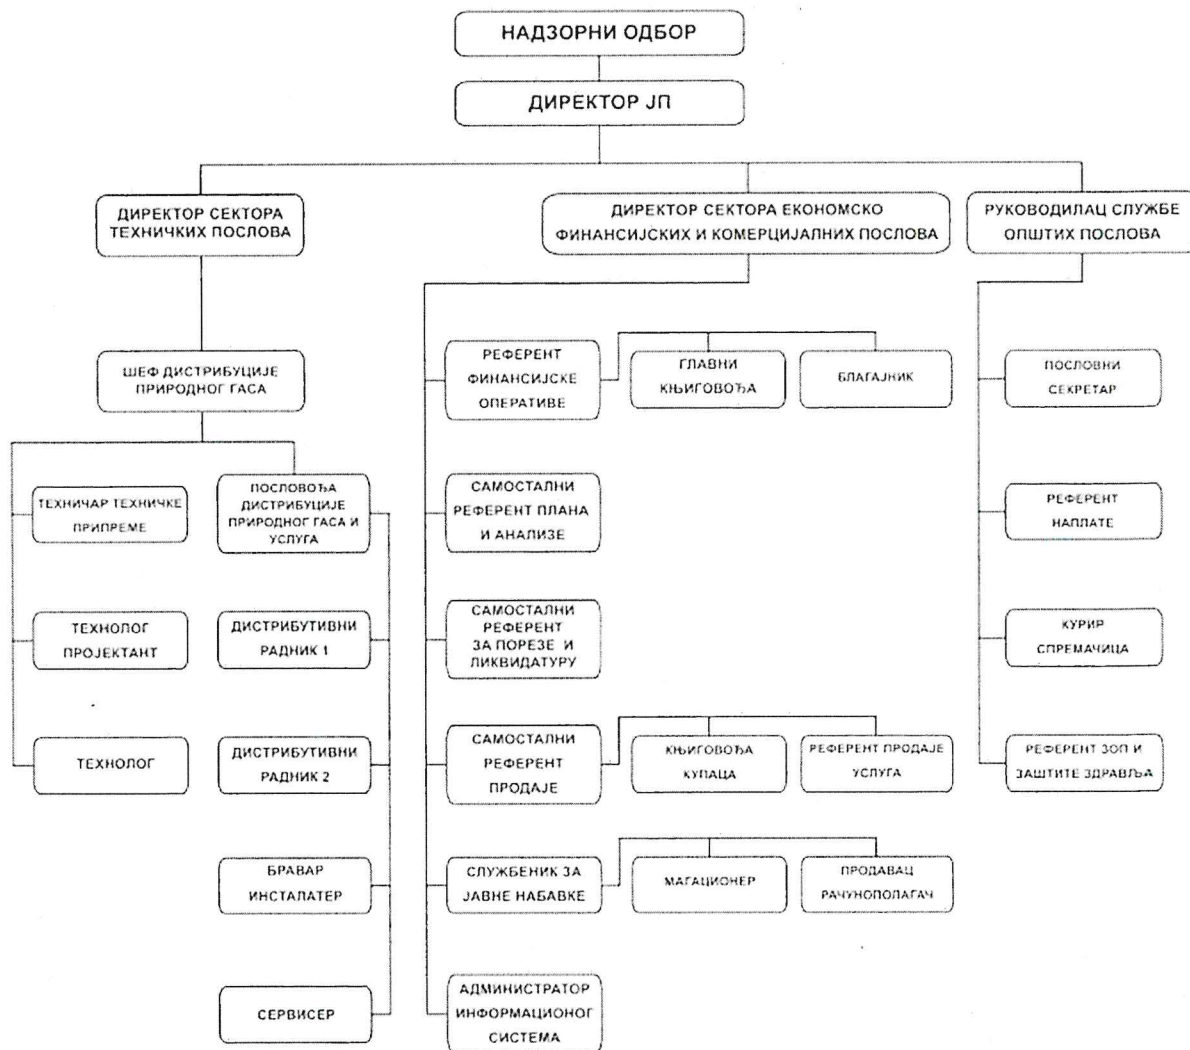 НАДЗОРНИ ОДБОР
ДИРЕКТОР ЈП
ДИРЕКТОР СЕКТОРА
ТЕХНИЧКИХ ПОСЛОВА
ДИРЕКТОР СЕКТОРА ЕКОНОМСКО
ФИНАНСИЈСКИХ И КОМЕРЦИЈАЛНИХ ПОСЛОВА
РУКОВОДИЛАЦ СЛУЖБЕ
ОПШТИХ ПОСЛОВА
ШЕФ ДИСТРИБУЦИЈЕ
ПРИРОДНОГ ГАСА
ТЕХНИЧАР ТЕХНИЧКЕ
ПРИПРЕМЕ
ТЕХНОЛОГ
ПРОЈЕКТАНТ
ТЕХНОЛОГ
ПОСЛОВОЂА
ДИСТРИБУЦИЈЕ
ПРИРОДНОГ ГАСА И
УСЛУГА
ДИСТРИБУТИВНИ
РАДНИК 1
ДИСТРИБУТИВНИ
РАДНИК 2
БРАВАР
ИНСТАЛАТЕР
СЕРВИСЕР
РЕФЕРЕНТ
ФИНАНСИЈСКЕ
ОПЕРАТИВЕ
ГЛАВНИ
КЊИГОВОЂА
БЛАГАЈНИК
САМОСТАЛНИ
РЕФЕРЕНТ ПЛАНА
И АНАЛИЗЕ
САМОСТАЛНИ
РЕФЕРЕНТ
ЗА ПОРЕЗЕ И
ЛИКВИДАТУРУ
САМОСТАЛНИ
РЕФЕРЕНТ
ПРОДАЈЕ
КЊИГОВОЂА
КУПАЦА
РЕФЕРЕНТ ПРОДАЈЕ
УСЛУГА
СЛУЖБЕНИК ЗА
ЈАВНЕ НАБАВКЕ
МАГАЦИОНЕР
ПРОДАВАЦ
РАЧУНОПОЛАГАЧ
АДМИНИСТРАТОР
ИНФОРМАЦИОНОГ
СИСТЕМА
ПОСЛОВНИ
СЕКРЕТАР
РЕФЕРЕНТ
НАПЛАТЕ
КУРИР
СПРЕМАЧИЦА
РЕФЕРЕНТ ЗОП И
ЗАШТИТЕ ЗДРАВЉА